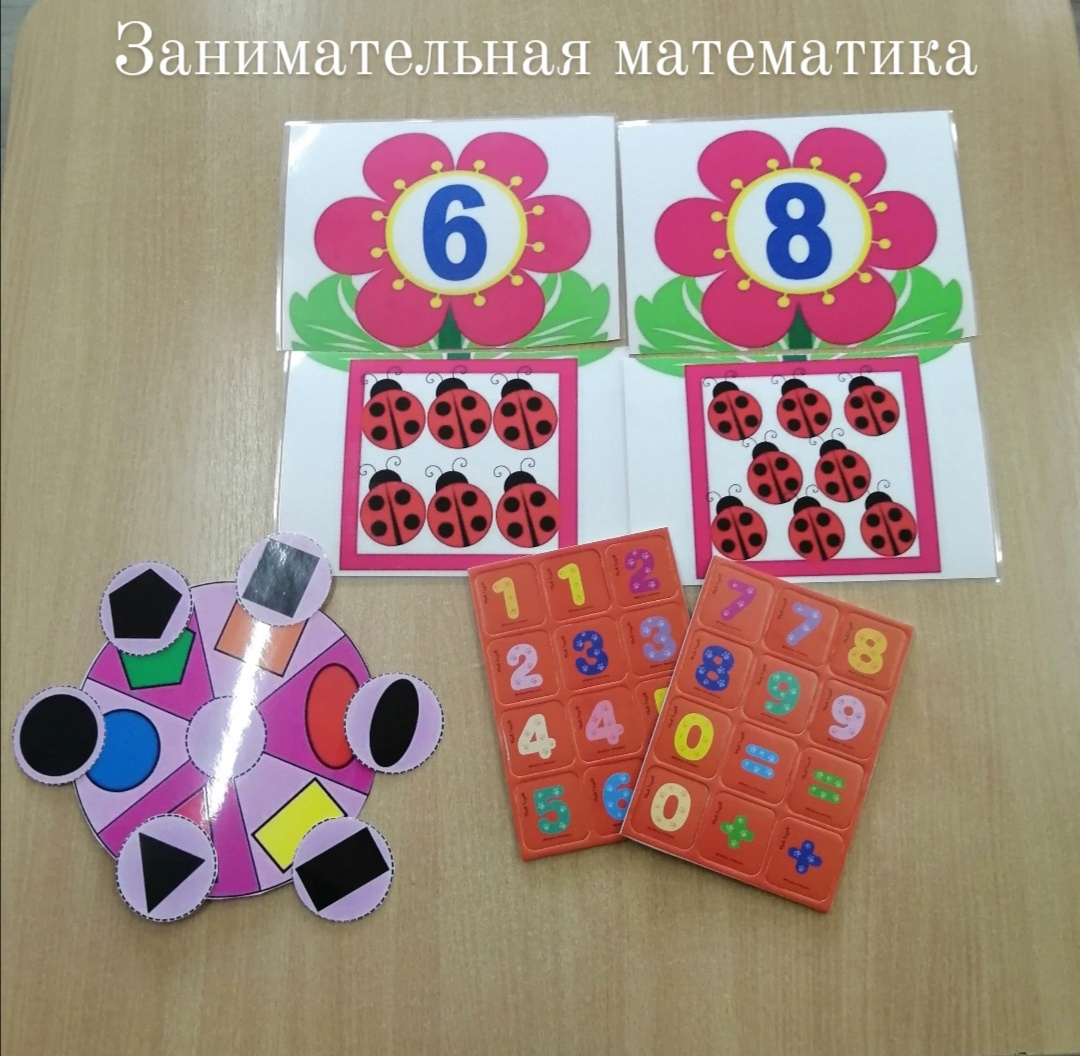 Занимательная математика
6 8
1 1 2
2 3 3
4 4
5 6
7 7 8
8 9 9
0 = =
0 + +